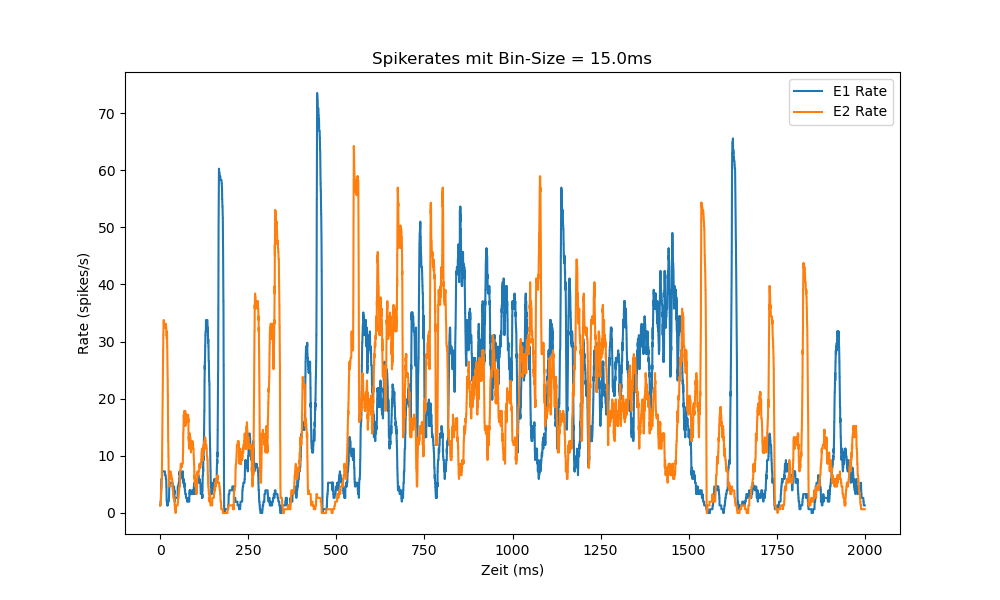 Spikerates mit Bin-Size = 15.0ms
E1 Rate
E2 Rate
70
60
50
40
30
20
10
0
Rate (spikes/s)
0 250 500 750 1000 1250 1500 1750 2000
Zeit (ms)